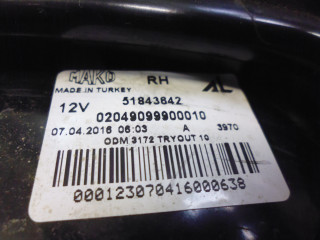 MAKO RH AL
MADE IN TURKEY
12V 51843642
02049099900010
07.04.2016 06:03 A 3970
ODM 3172 TRYOUT 10
000123070416000638